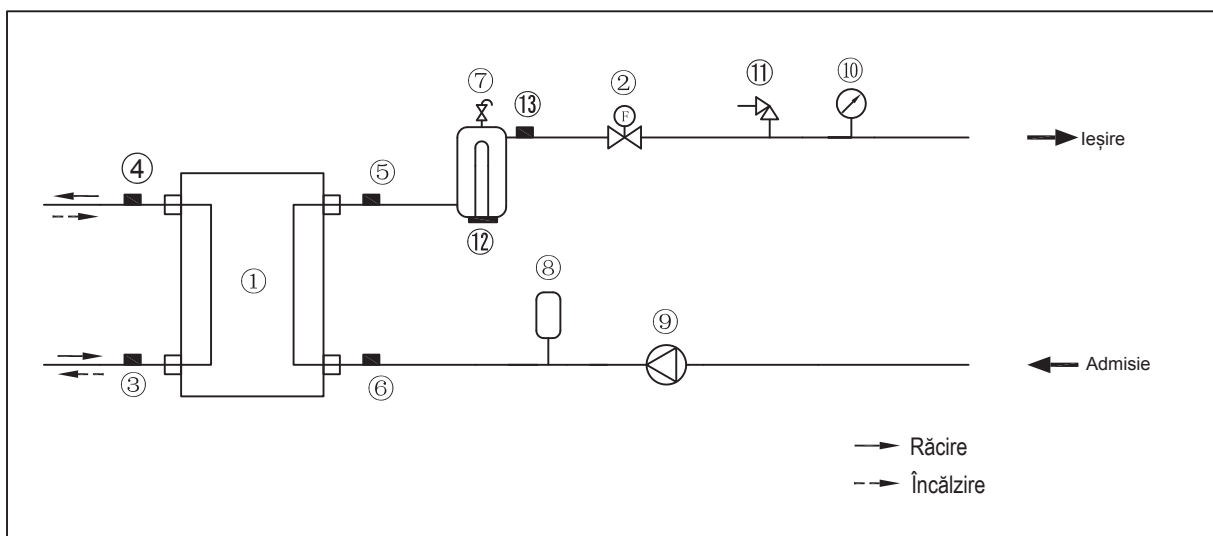 ⑦
⑬
②
F
⑪
⑩
Ieșire
④
⑤
⑫
①
⑧
⑨
③
⑥
Admisie
Răcire
Încălzire